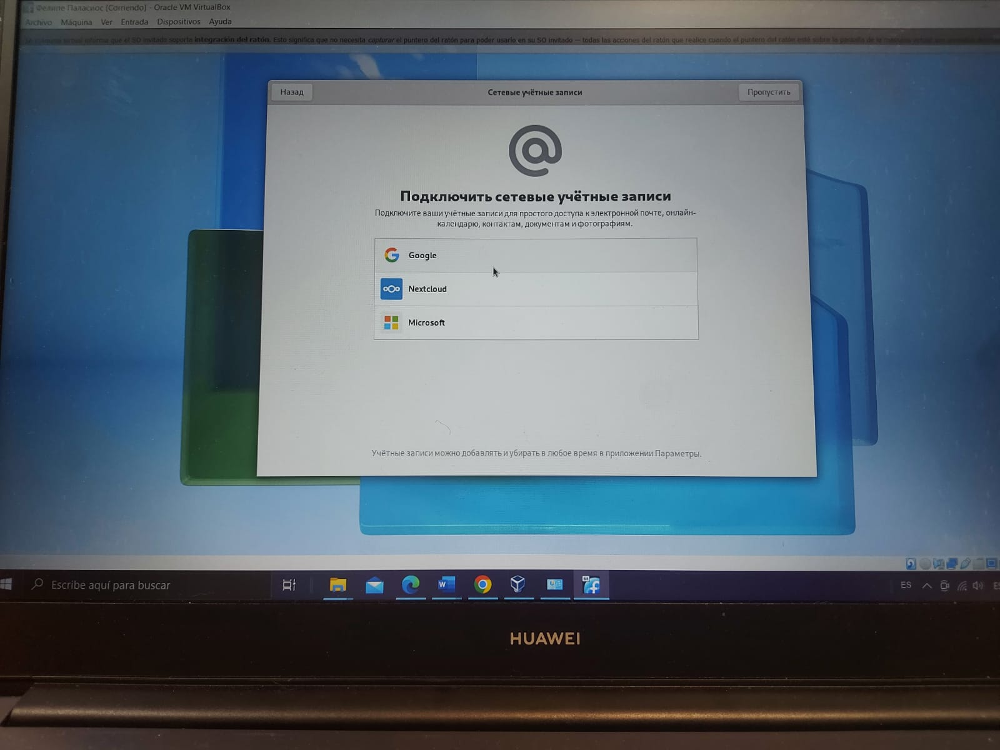 Фелипе Паласиос [Corriendo] - Oracle VM VirtualBox
Archivo Máquina Ver Entrada Dispositivos Ayuda
La máquina virtual informa que el SO invitado soporta integración del ratón. Esto significa que no necesita capturar el puntero del ratón para poder usarlo en su SO invitado — todas las acciones del ratón que realice cuando el puntero del ratón esté sobre la pantalla de la máquina virtual
Назад Сетевые учётные записи Пропустить
Подключить сетевые учётные записи
Подключите ваши учётные записи для простого доступа к электронной почте, онлайн-
календарю, контактам, документам и фотографиям.
Google
Nextcloud
Microsoft
Учётные записи можно добавлять и убирать в любое время в приложении Параметры.
Escribe aquí para buscar
ES
HUAWEI